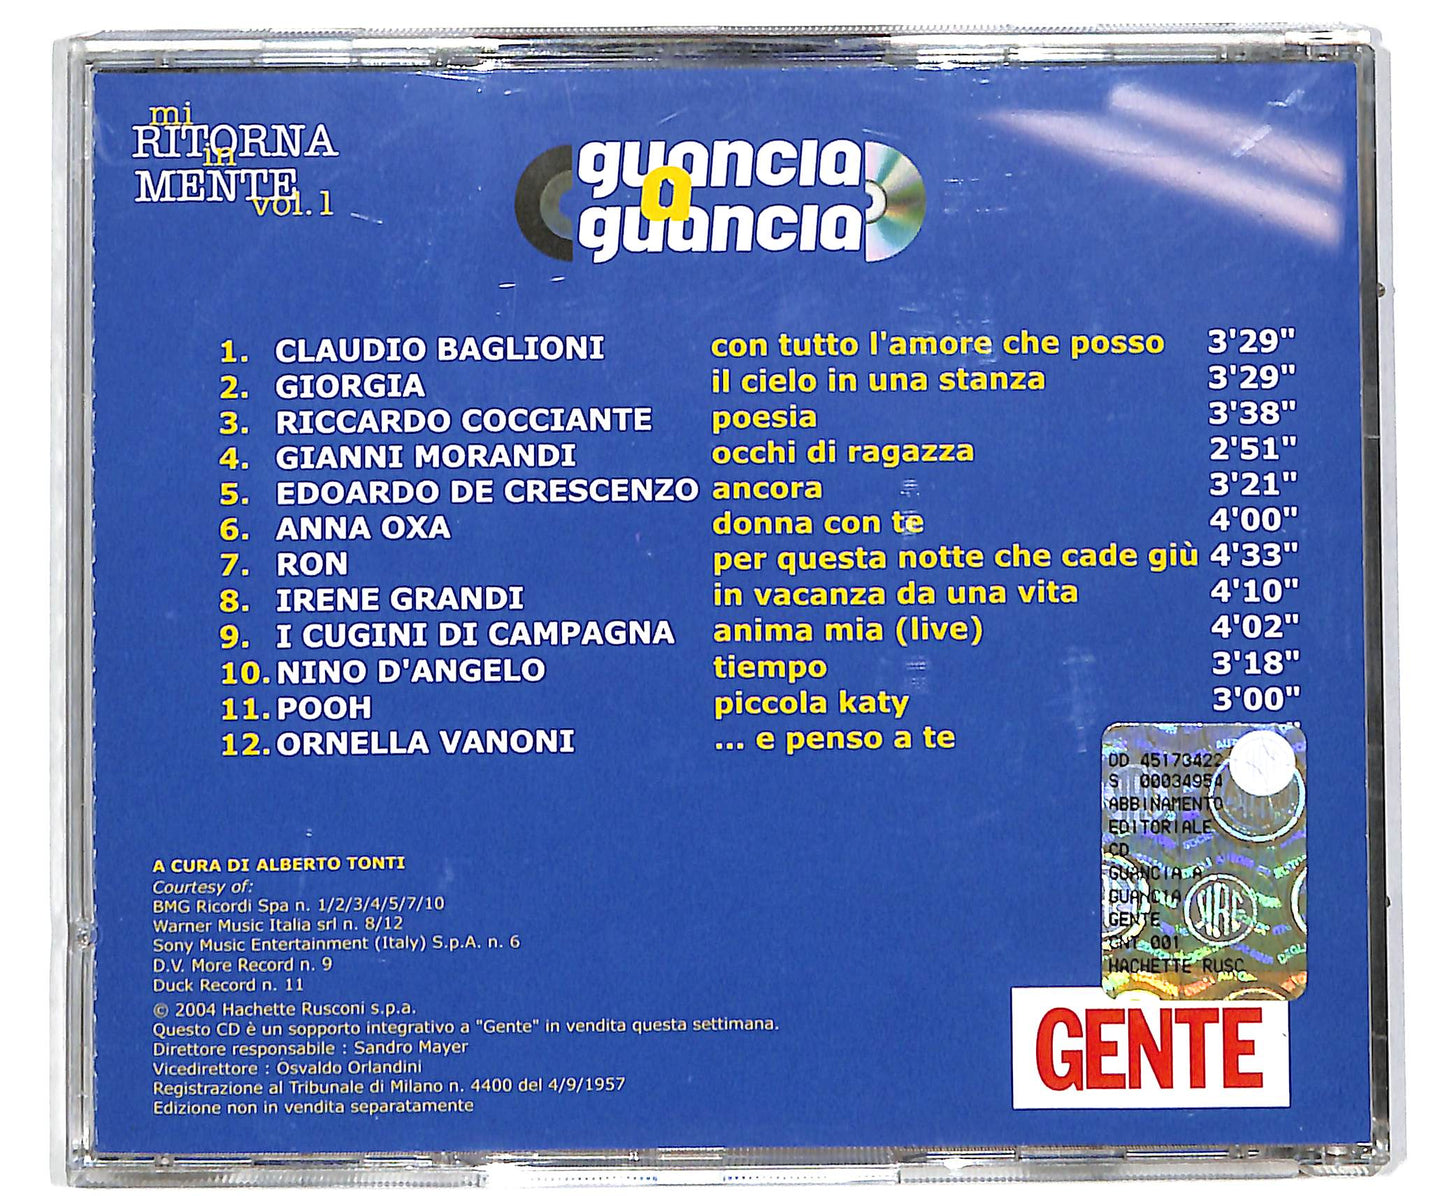 mi
RITORNA
in
MENTE
vol.1
guancia
a
guancia
1. CLAUDIO BAGLIONI con tutto l'amore che posso 3'29"
2. GIORGIA il cielo in una stanza 3'29"
3. RICCARDO COCCIANTE poesia 3'38"
4. GIANNI MORANDI occhi di ragazza 2'51"
5. EDOARDO DE CRESCENZO ancora 3'21"
6. ANNA OXA donna con te 4'00"
7. RON per questa notte che cade giù 4'33"
8. IRENE GRANDI in vacanza da una vita 4'10"
9. I CUGINI DI CAMPAGNA anima mia (live) 4'02"
10. NINO D'ANGELO tiempo 3'18"
11. POOH piccola katy 3'00"
12. ORNELLA VANONI ... e penso a te
DD 4517342
S 00034954
ABBINAMENTO
EDITORIALE
CD
GUANCIA A
GUANCIA
GENTE
GNT 001
HACHETTE RUSC
A CURA DI ALBERTO TONTI
Courtesy of:
BMG Ricordi Spa n. 1/2/3/4/5/7/10
Warner Music Italia srl n. 8/12
Sony Music Entertainment (Italy) S.p.A. n. 6
D.V. More Record n. 9
Duck Record n. 11
© 2004 Hachette Rusconi s.p.a.
Questo CD è un sopporto integrativo a "Gente" in vendita questa settimana.
Direttore responsabile : Sandro Mayer
Vicedirettore : Osvaldo Orlandini
Registrazione al Tribunale di Milano n. 4400 del 4/9/1957
Edizione non in vendita separatamente
GENTE